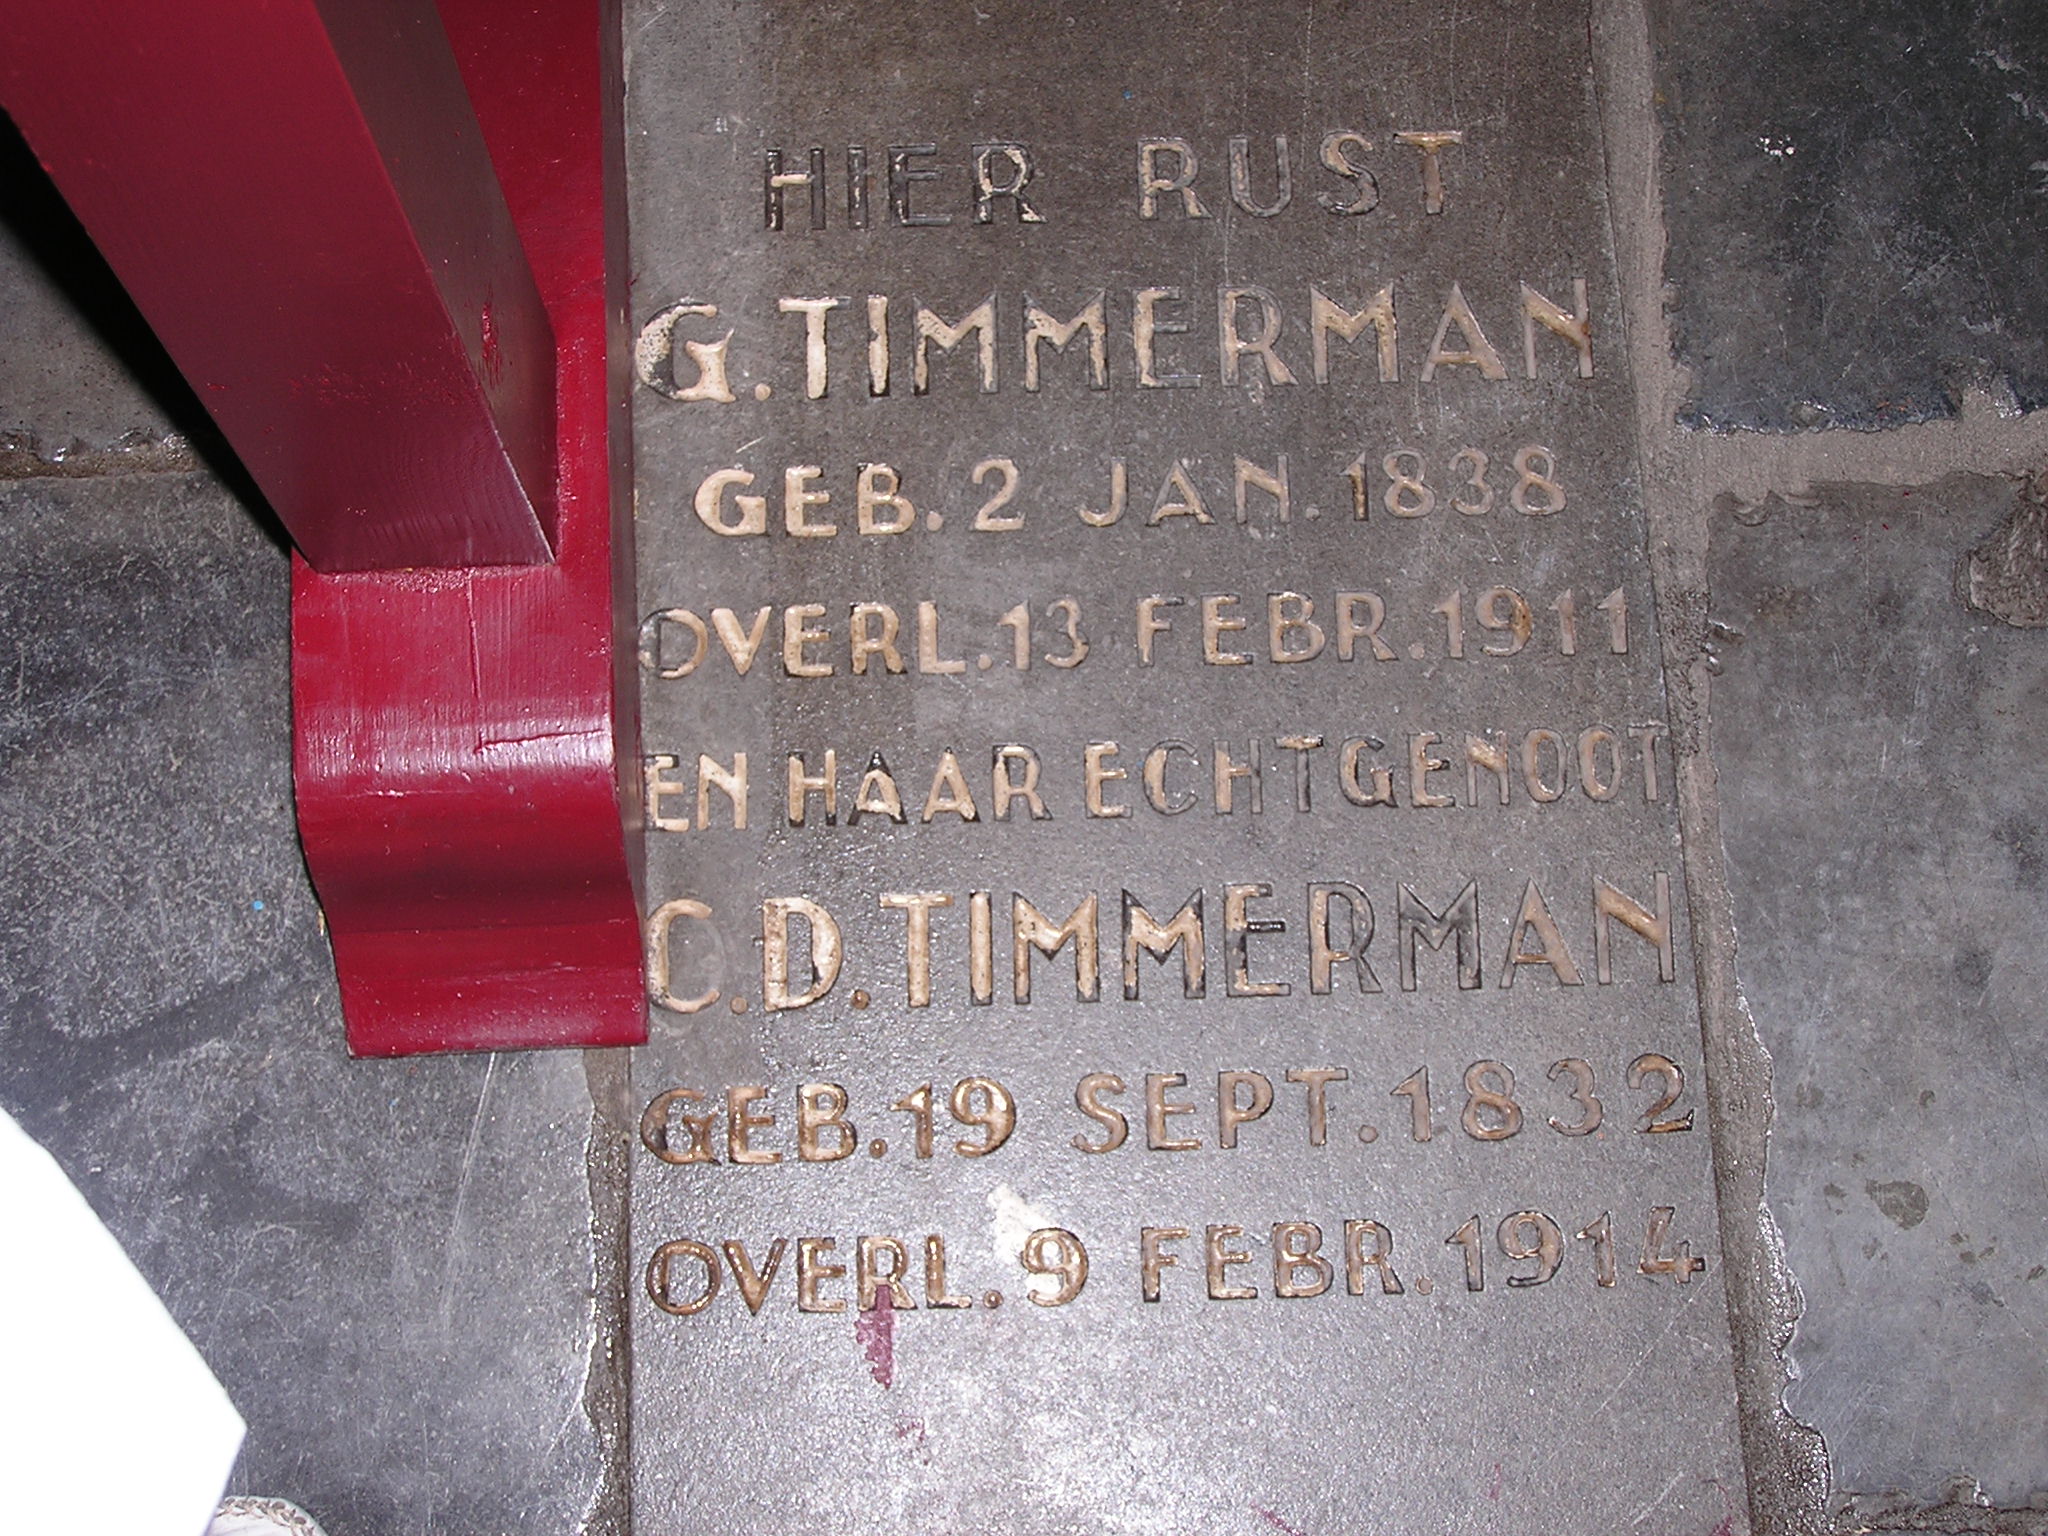 HIER RUST
G. TIMMERMAN
GEB. 2 JAN. 1838
OVERL. 13 FEBR. 1911
EN HAAR ECHTGENOOT
C.D. TIMMERMAN
GEB. 19 SEPT. 1832
OVERL. 9 FEBR. 1914